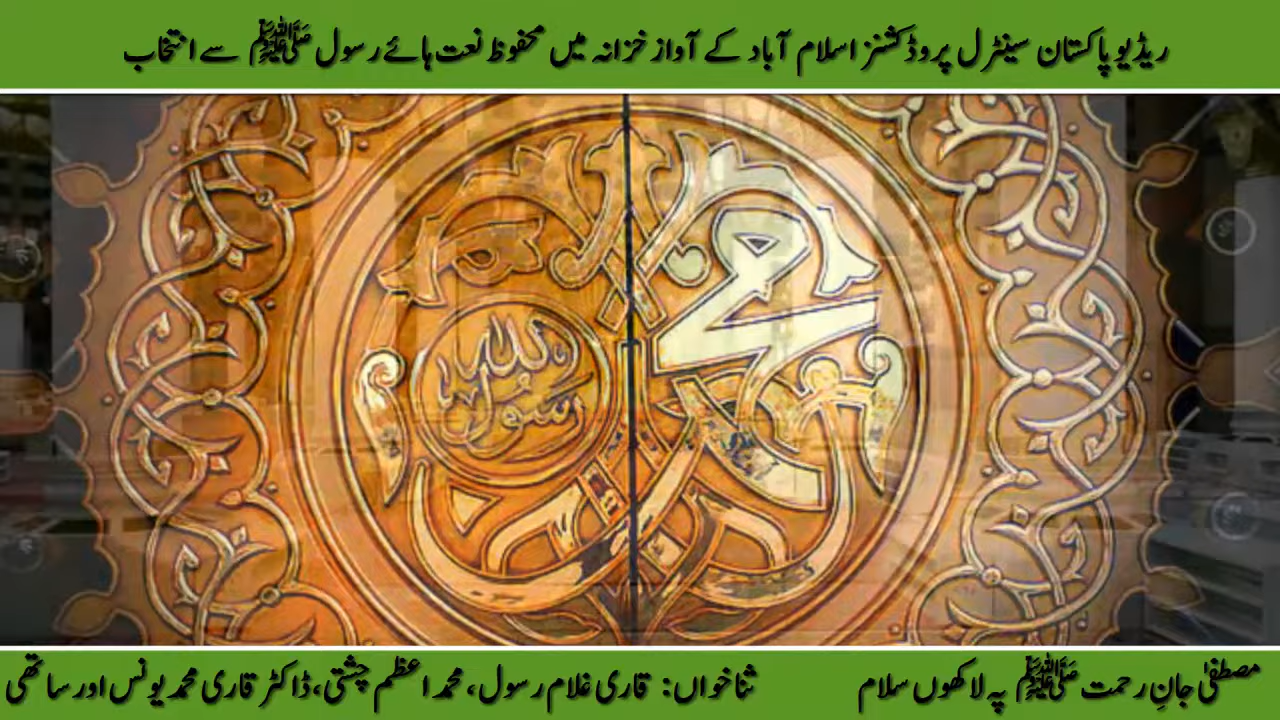 ریڈیو پاکستان سینٹرل پروڈکشنز اسلام آباد کے آواز خزانہ میں محفوظ نعت ہائے رسول ﷺ سے انتخاب
محمد
رسول الله
مصطفیٰ جانِ رحمت ﷺ پہ لاکھوں سلام
ثناخواں: قاری غلام رسول، محمد اعظم چشتی، ڈاکٹر قاری محمد یونس اور ساتھی